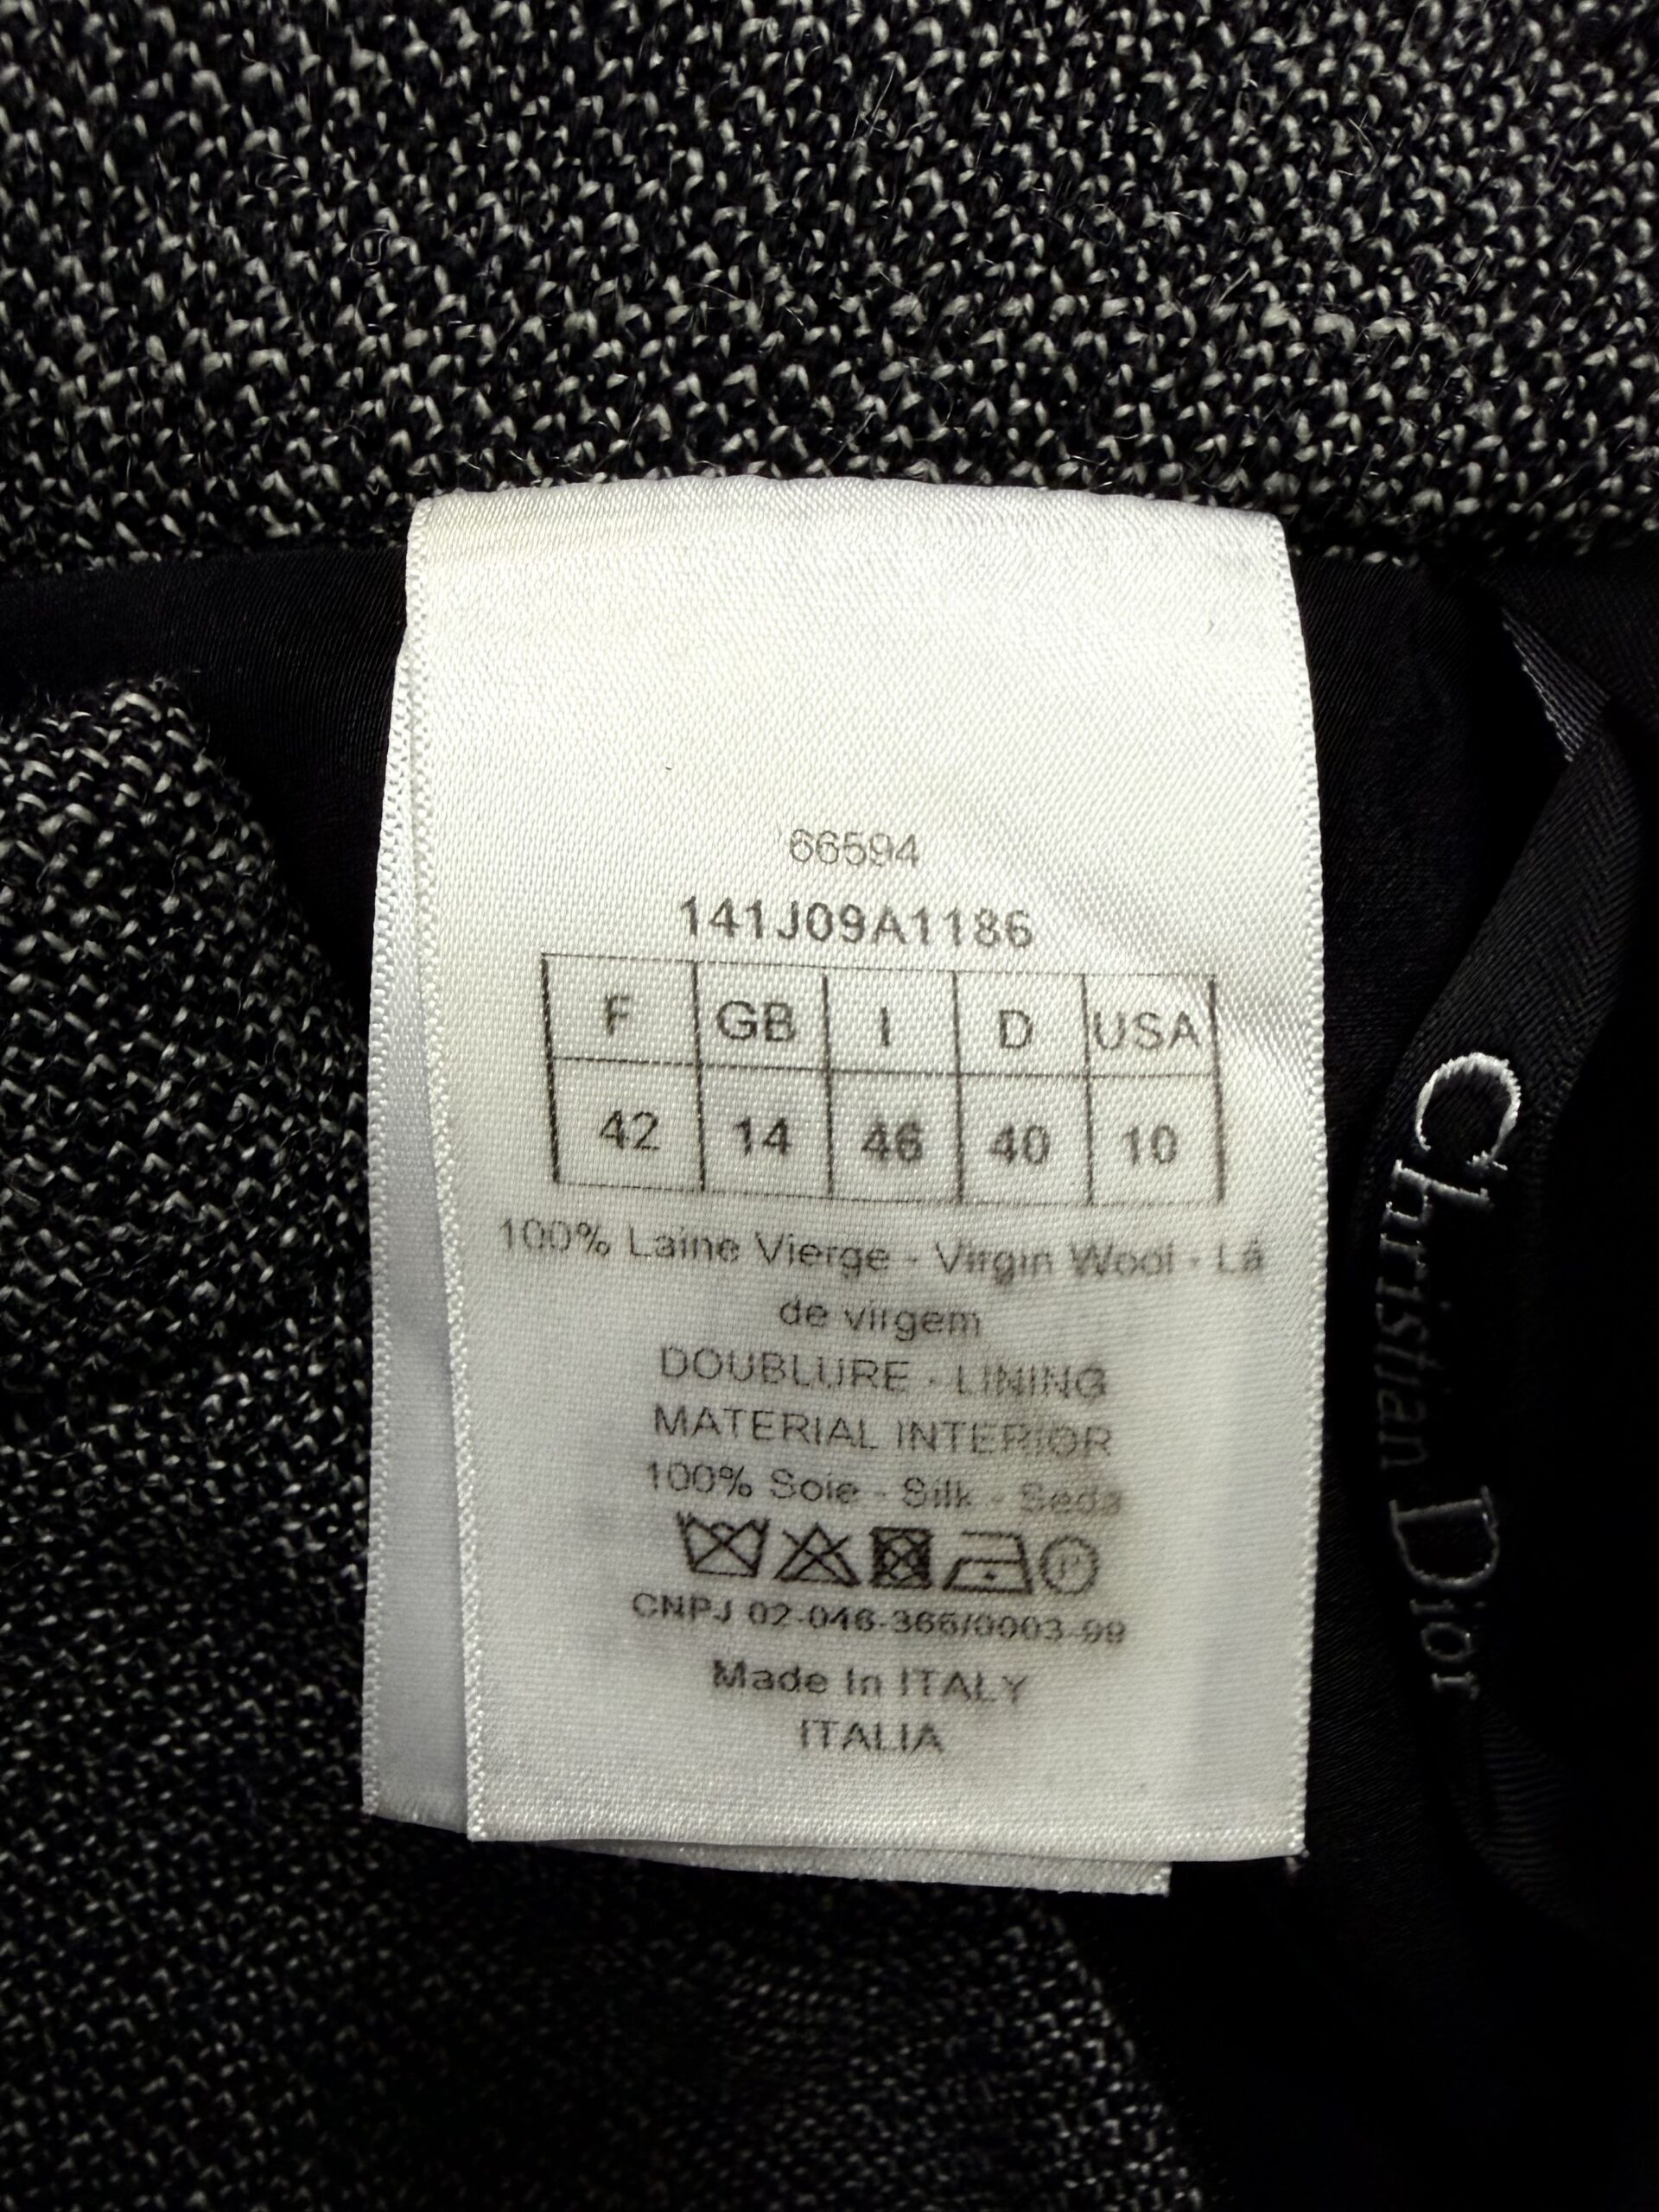 66594
141J09A1186
F GB I D USA
42 14 46 40 10
100% Laine Vierge - Virgin Wool - Lá
de virgem
DOUBLURE - LINING
MATERIAL INTERIOR
100% Soie - Silk - Seda
P
CNPJ 02-046-366/0003-99
Made In ITALY
ITALIA
Christian Dior